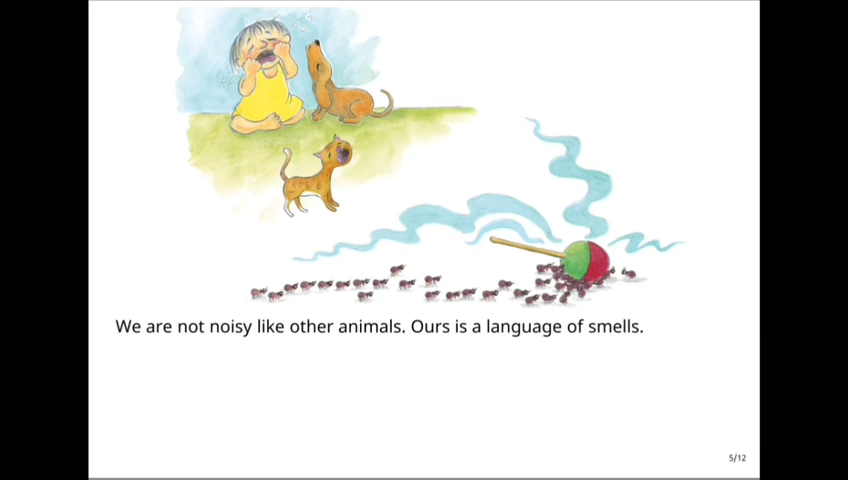 We are not noisy like other animals. Ours is a language of smells.
5/12